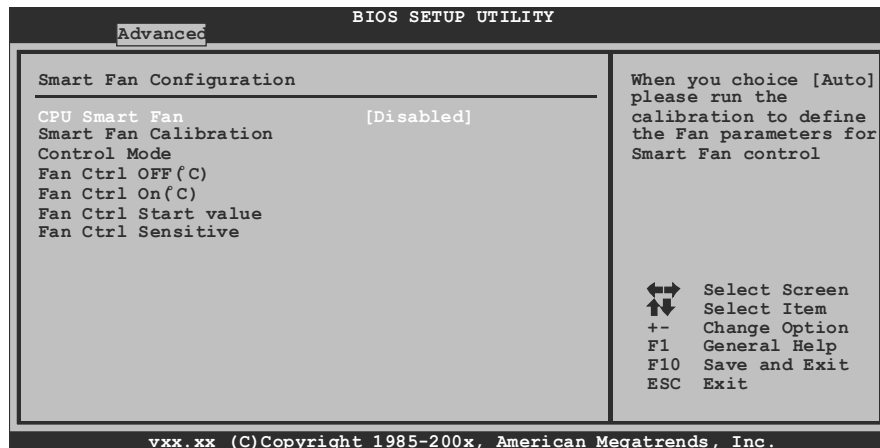 BIOS SETUP UTILITY
Advanced
Smart Fan Configuration
CPU Smart Fan [Disabled]
Smart Fan Calibration
Control Mode
Fan Ctrl OFF(°C)
Fan Ctrl On(°C)
Fan Ctrl Start value
Fan Ctrl Sensitive
When you choice [Auto]
please run the
calibration to define
the Fan parameters for
Smart Fan control
Select Screen
Select Item
+- Change Option
F1 General Help
F10 Save and Exit
ESC Exit
vxx.xx (C)Copyright 1985-200x, American Megatrends, Inc.